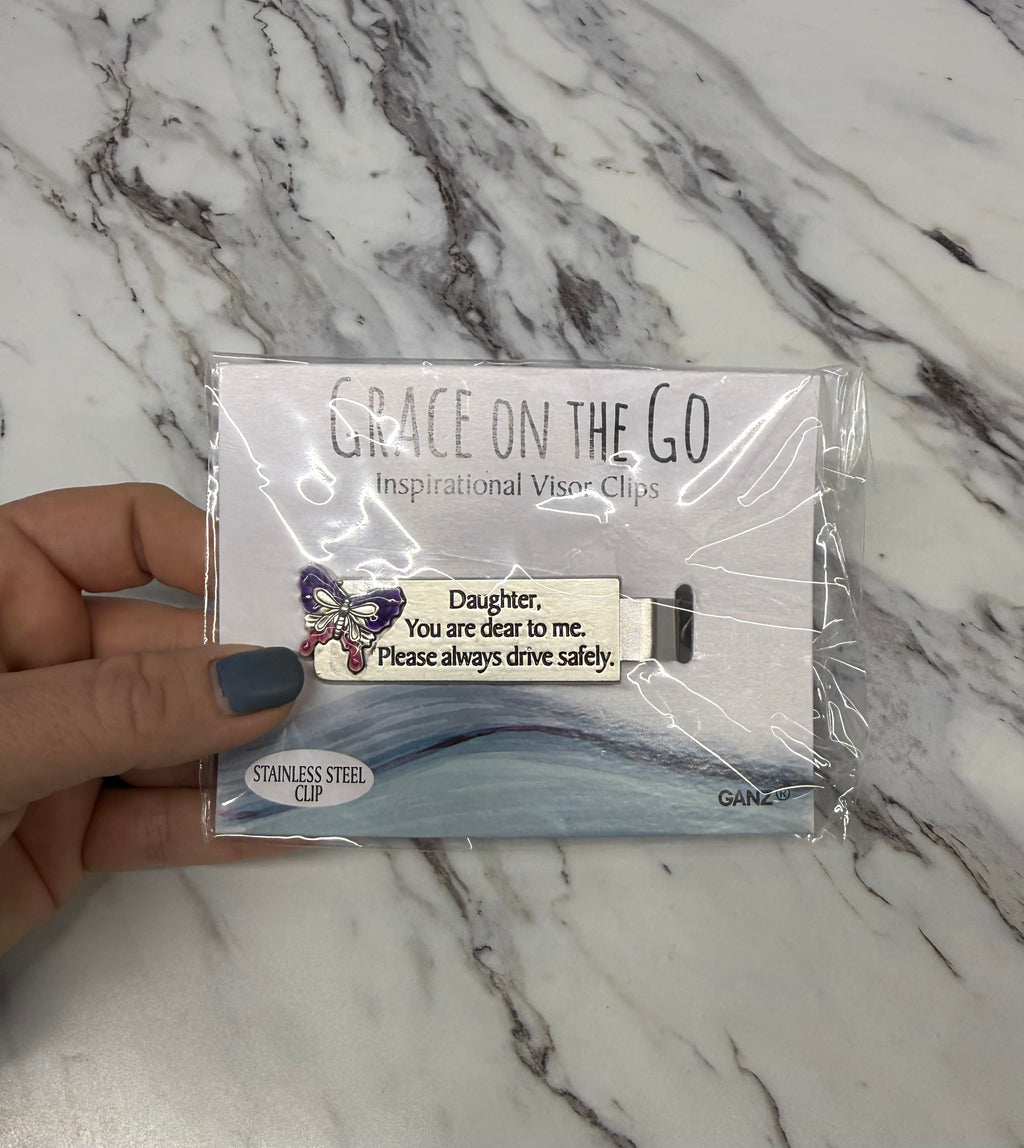 GRACE ON THE GO
Inspirational Visor Clips
Daughter,
You are dear to me.
Please always drive safely.
STAINLESS STEEL
CLIP
GANZ®